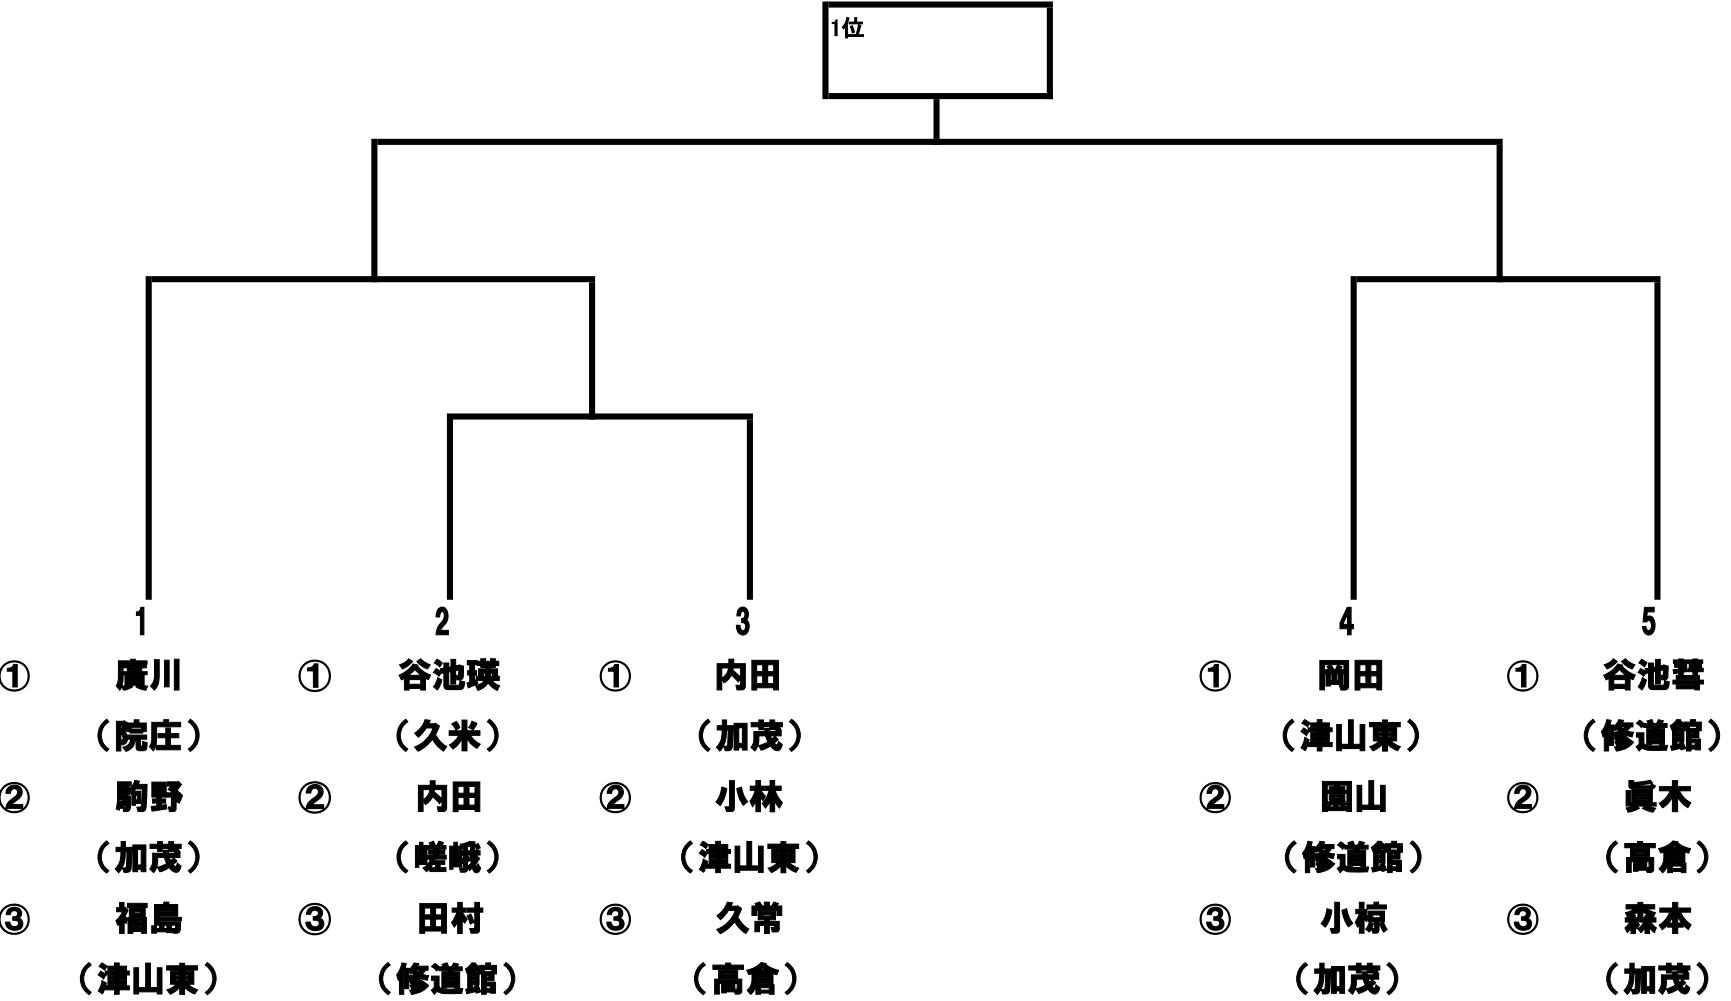 1位
1 2 3 4 5
① 廣川 ① 谷池瑛 ① 内田 ① 岡田 ① 谷池彗
（院庄） （久米） （加茂） （津山東） （修道館）
② 駒野 ② 内田 ② 小林 ② 園山 ② 眞木
（加茂） （嵯峨） （津山東） （修道館） （高倉）
③ 福島 ③ 田村 ③ 久常 ③ 小椋 ③ 森本
（津山東） （修道館） （高倉） （加茂） （加茂）